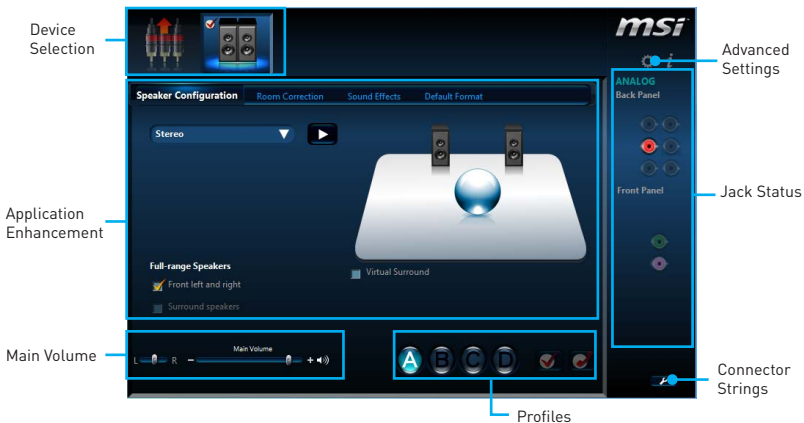 Device
Selection
msi
Advanced
Settings
ANALOG
Back Panel
Speaker Configuration
Room Correction
Sound Effects
Default Format
Stereo
Jack Status
Front Panel
Application
Enhancement
Full-range Speakers
Front left and right
Surround speakers
Virtual Surround
Main Volume
Main Volume
L
R
- +
A B C D
Connector
Strings
Profiles